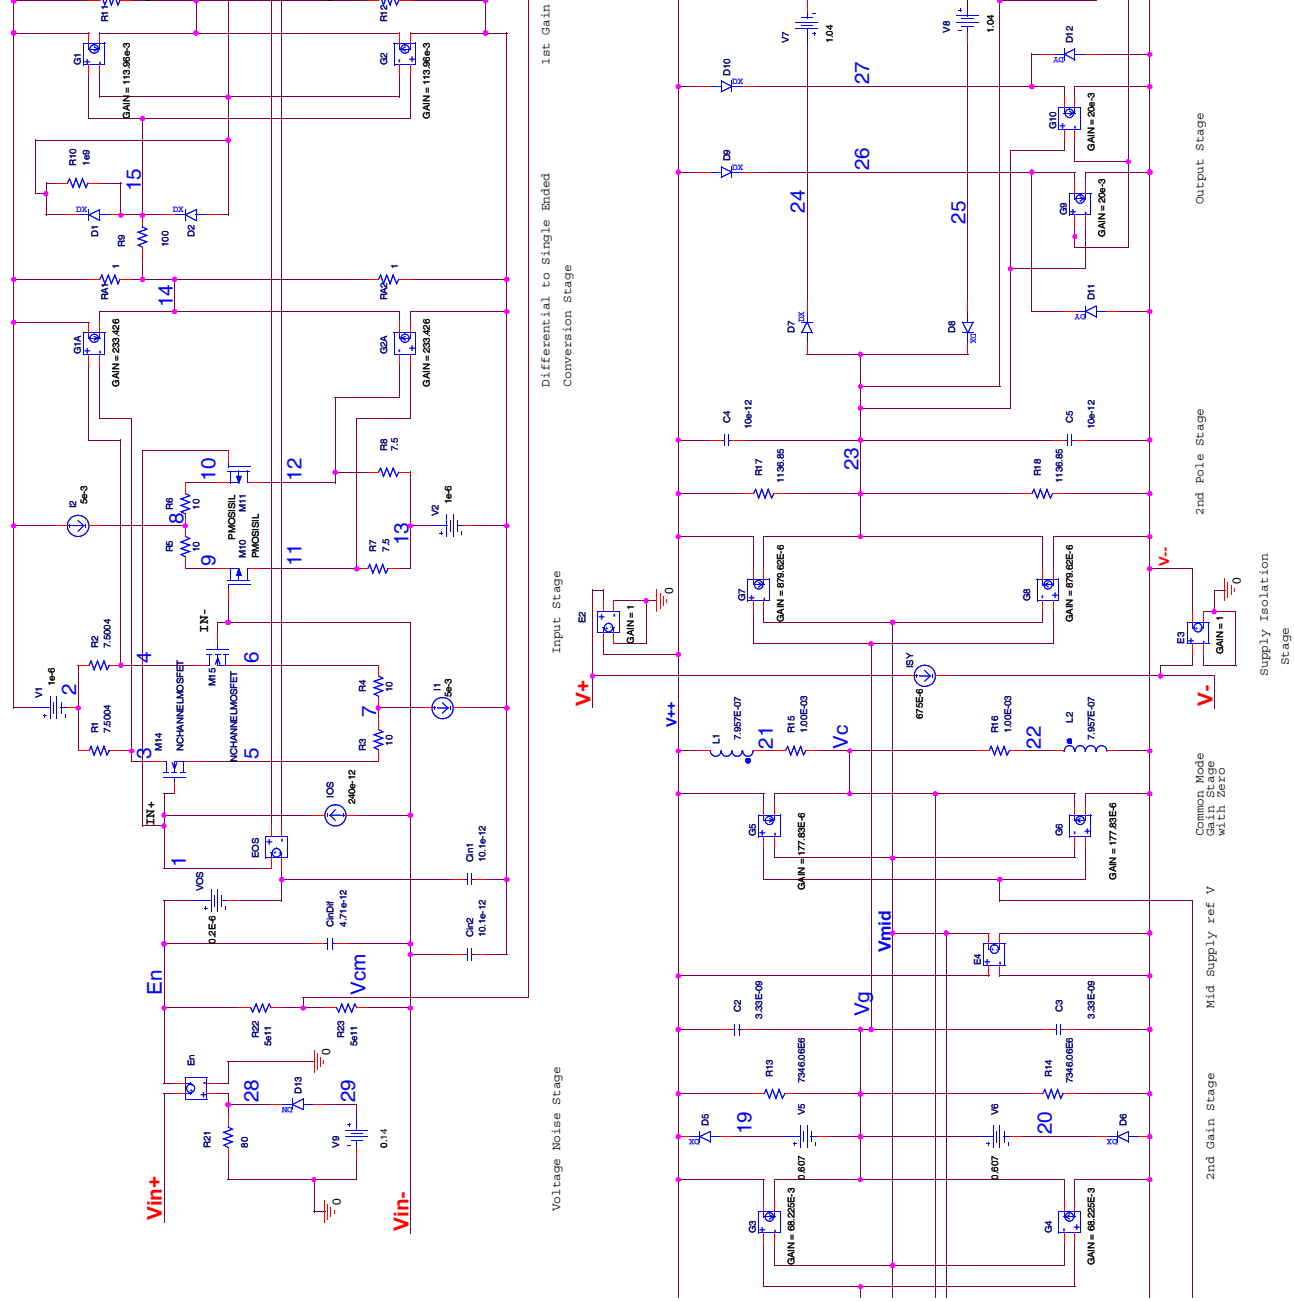 R11
R12
1st Gain
G1
GAIN = 113.96e-3
G2
GAIN = 113.96e-3
R10
1e9
15
DX
D1
DX
D2
R9
100
RA1
1
14
RA2
1
Differential to Single Ended
Conversion Stage
G1A
GAIN = 233.426
G2A
GAIN = 233.426
I2
5e-3
R6
10
8
R5
10
10
9
M11
PMOSISIL
M10
PMOSISIL
12
11
R8
7.5
R7
7.5
13
V2
1e-6
IN-
Input Stage
V1
1e-6
2
R2
7.5004
R1
7.5004
4
3
M15
NCHANNELMOSFET
M14
NCHANNELMOSFET
6
5
R4
10
7
R3
10
I1
5e-3
IN+
1
EOS
IOS
240e-12
VOS
0.2E-6
CinDif
4.71e-12
Cin1
10.1e-12
Cin2
10.1e-12
En
Vcm
R22
5e11
R23
5e11
En
0
28
D13
DN
29
R21
80
V9
0.14
0
Vin+
Vin-
Voltage Noise Stage
V7
1.04
V8
1.04
D12
DY
D10
DX
27
G10
GAIN = 20e-3
D9
DX
26
G9
GAIN = 20e-3
24
25
Output Stage
D7
DX
D8
DX
D11
DY
C4
10e-12
C5
10e-12
23
R17
1136.85
R18
1136.85
2nd Pole Stage
G7
GAIN = 879.62E-6
G8
GAIN = 879.62E-6
V--
E2
GAIN = 1
0
E3
GAIN = 1
0
Supply Isolation
Stage
V+
V-
ISY
675E-6
V++
L1
7.957E-07
21
R15
1.00E-03
Vc
R16
1.00E-03
22
L2
7.957E-07
G5
GAIN = 177.83E-6
G6
GAIN = 177.83E-6
Common Mode
Gain Stage
with Zero
Vmid
E4
Mid Supply ref V
Vg
C2
3.33E-09
C3
3.33E-09
R13
7346.06E6
R14
7346.06E6
D5
DX
19
V5
0.607
V6
0.607
20
D6
DX
2nd Gain Stage
G3
GAIN = 68.225E-3
G4
GAIN = 68.225E-3